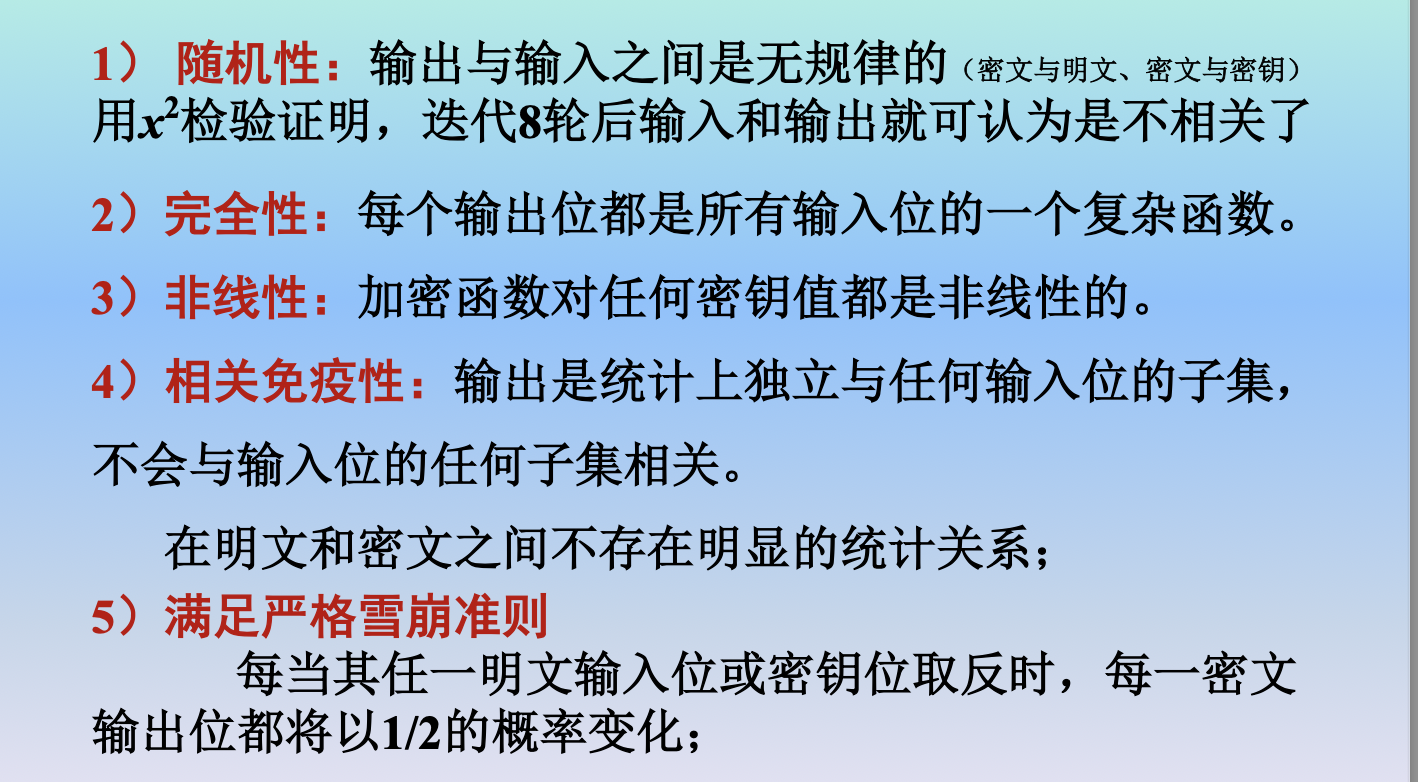 1） 随机性：输出与输入之间是无规律的（密文与明文、密文与密钥）
用x²检验证明，迭代8轮后输入和输出就可认为是不相关了
2）完全性：每个输出位都是所有输入位的一个复杂函数。
3）非线性：加密函数对任何密钥值都是非线性的。
4）相关免疫性：输出是统计上独立与任何输入位的子集，
不会与输入位的任何子集相关。
在明文和密文之间不存在明显的统计关系；
5）满足严格雪崩准则
每当其任一明文输入位或密钥位取反时，每一密文
输出位都将以1/2的概率变化；